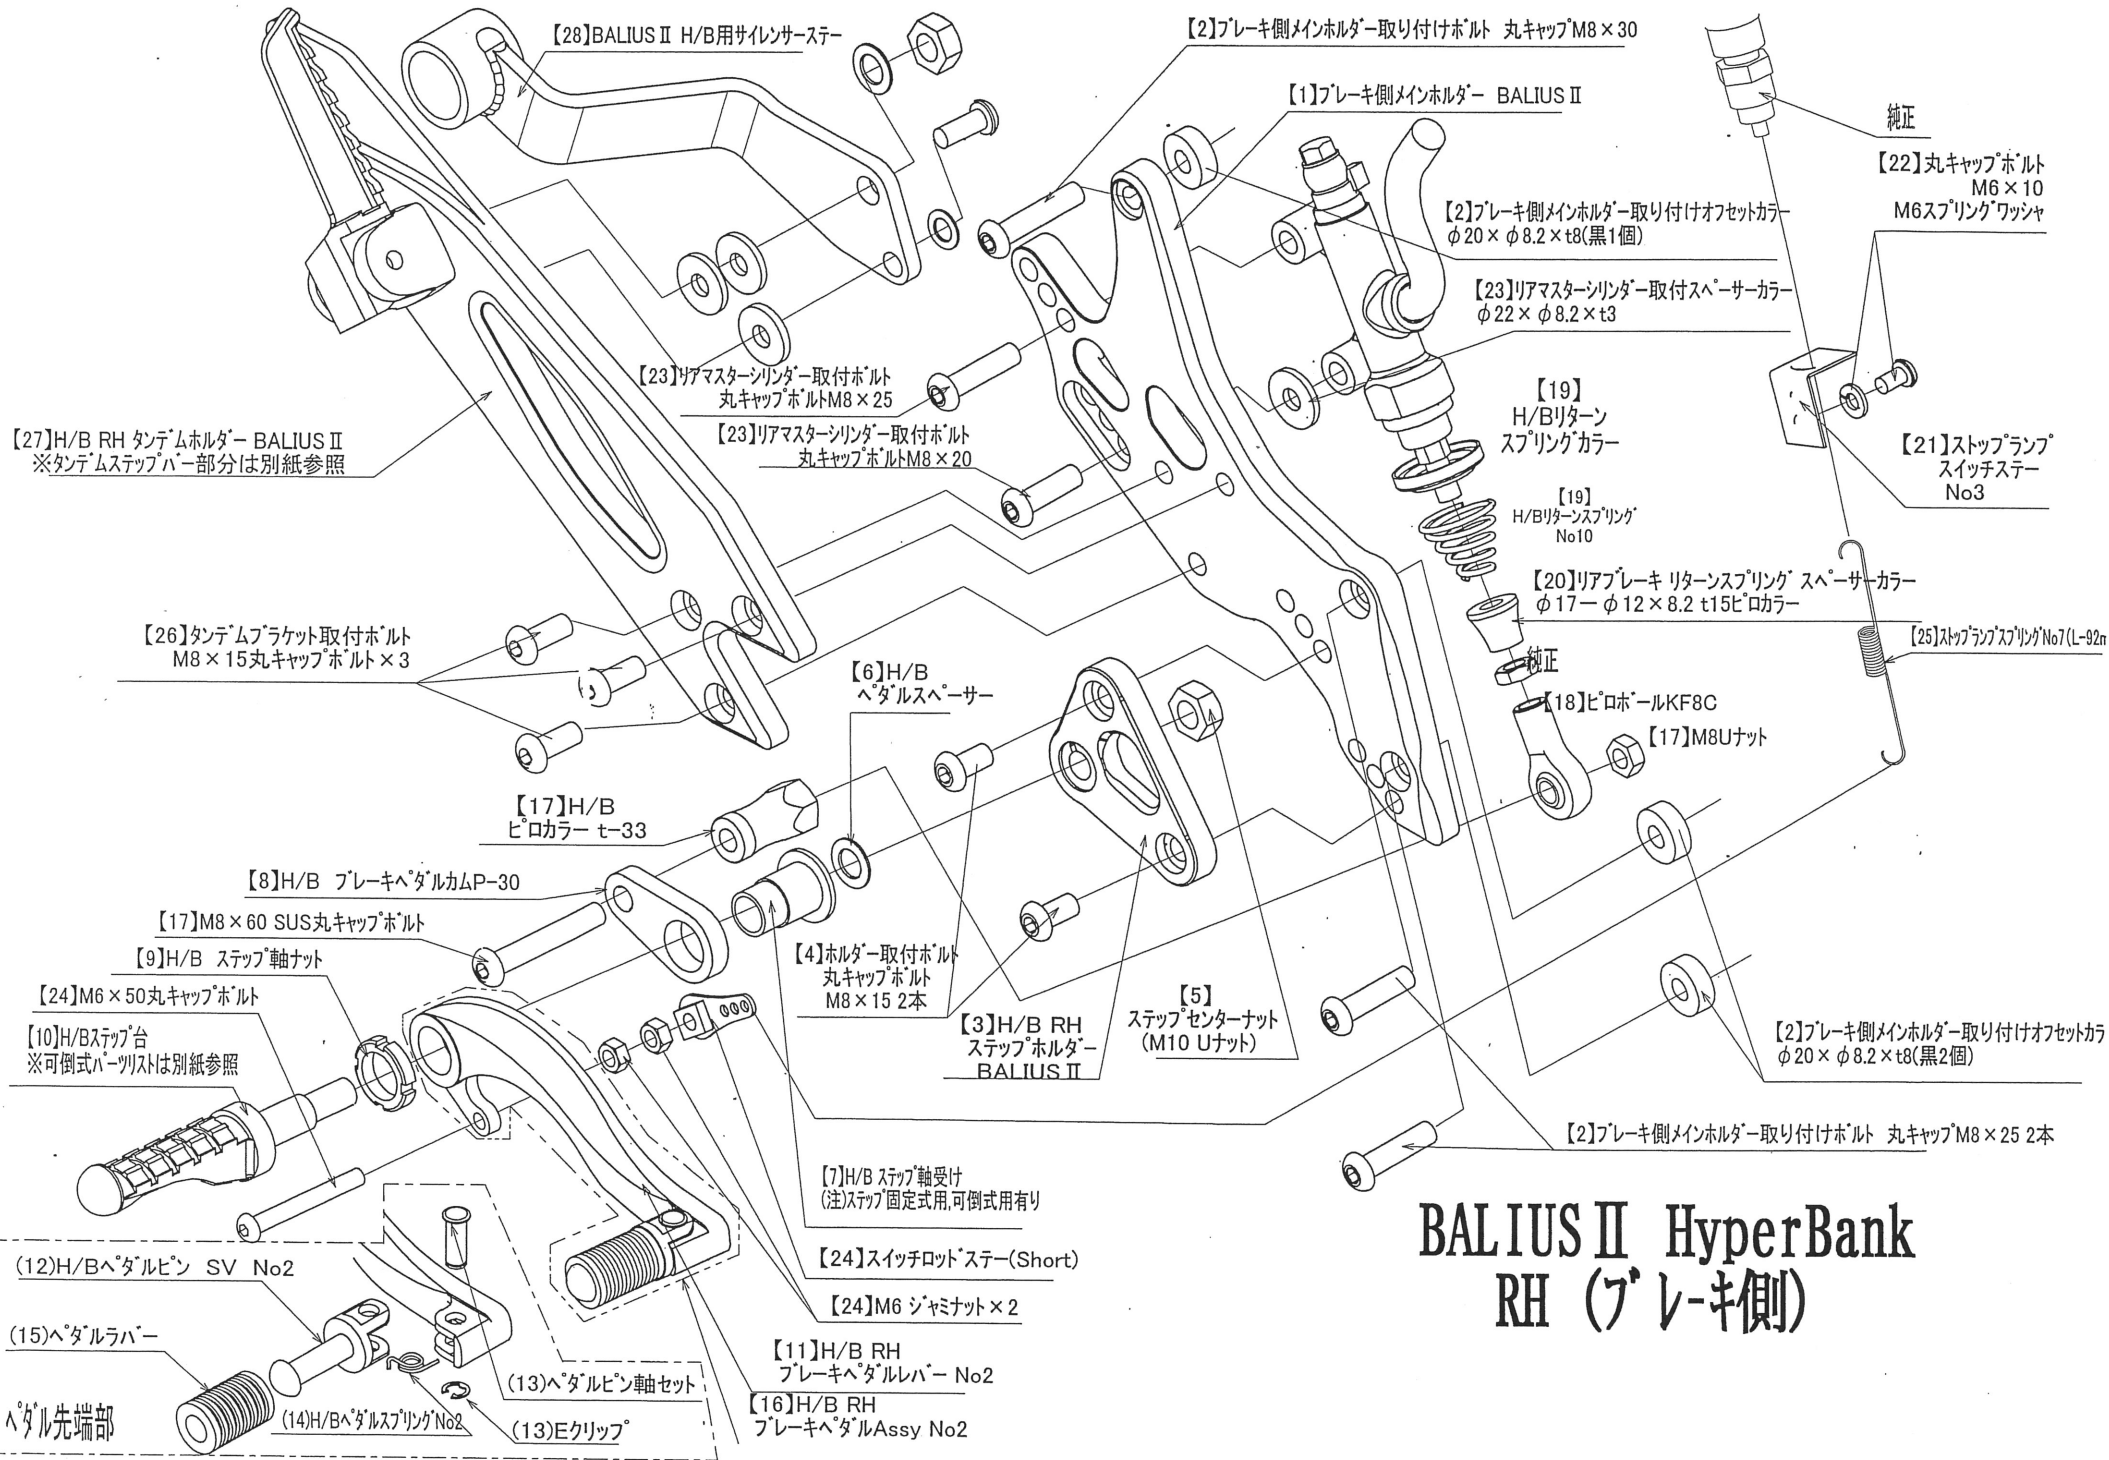 【28】BALIUSⅡ H/B用サイレンサーステー
【2】ブレーキ側メインホルダー取り付けボルト 丸キャップM8×30
【1】ブレーキ側メインホルダー BALIUSⅡ
純正
【22】丸キャップボルト
M6×10
M6スプリングワッシャ
【2】ブレーキ側メインホルダー取り付けオフセットカラー
φ20×φ8.2×t8(黒1個)
【23】リアマスターシリンダー取付スペーサーカラー
φ22×φ8.2×t3
【23】リアマスターシリンダー取付ボルト
丸キャップボルトM8×25
【23】リアマスターシリンダー取付ボルト
丸キャップボルトM8×20
【19】
H/Bリターン
スプリングカラー
【21】ストップランプ
スイッチステー
No3
【27】H/B RH タンデムホルダー BALIUSⅡ
※タンデムステップバー部分は別紙参照
【19】
H/Bリターンスプリング
No10
【20】リアブレーキ リターンスプリング スペーサーカラー
φ17ーφ12×8.2 t15ピロカラー
【25】ストップランプスプリングNo7(L-92m
【26】タンデムブラケット取付ボルト
M8×15丸キャップボルト×3
純正
【6】H/B
ペダルスペーサー
【18】ピロボールKF8C
【17】M8Uナット
【17】H/B
ピロカラー t-33
【8】H/B ブレーキペダルカムP-30
【17】M8×60 SUS丸キャップボルト
【9】H/B ステップ軸ナット
【24】M6×50丸キャップボルト
【10】H/Bステップ台
※可倒式パーツリストは別紙参照
【4】ホルダー取付ボルト
丸キャップボルト
M8×15 2本
【3】H/B RH
ステップホルダー
BALIUSⅡ
【5】
ステップセンターナット
(M10 Uナット)
【2】ブレーキ側メインホルダー取り付けオフセットカラ
φ20×φ8.2×t8(黒2個)
【2】ブレーキ側メインホルダー取り付けボルト 丸キャップM8×25 2本
【7】H/B ステップ軸受け
(注)ステップ固定式用,可倒式用有り
【24】スイッチロッドステー(Short)
【24】M6 ジャミナット×2
【11】H/B RH
ブレーキペダルレバー No2
【16】H/B RH
ブレーキペダルAssy No2
(12)H/Bペダルピン SV No2
(15)ペダルラバー
(13)ペダルピン軸セット
(14)H/BペダルスプリングNo2
(13)Eクリップ
ペダル先端部
BALIUSⅡ HyperBank
RH (ブレーキ側)